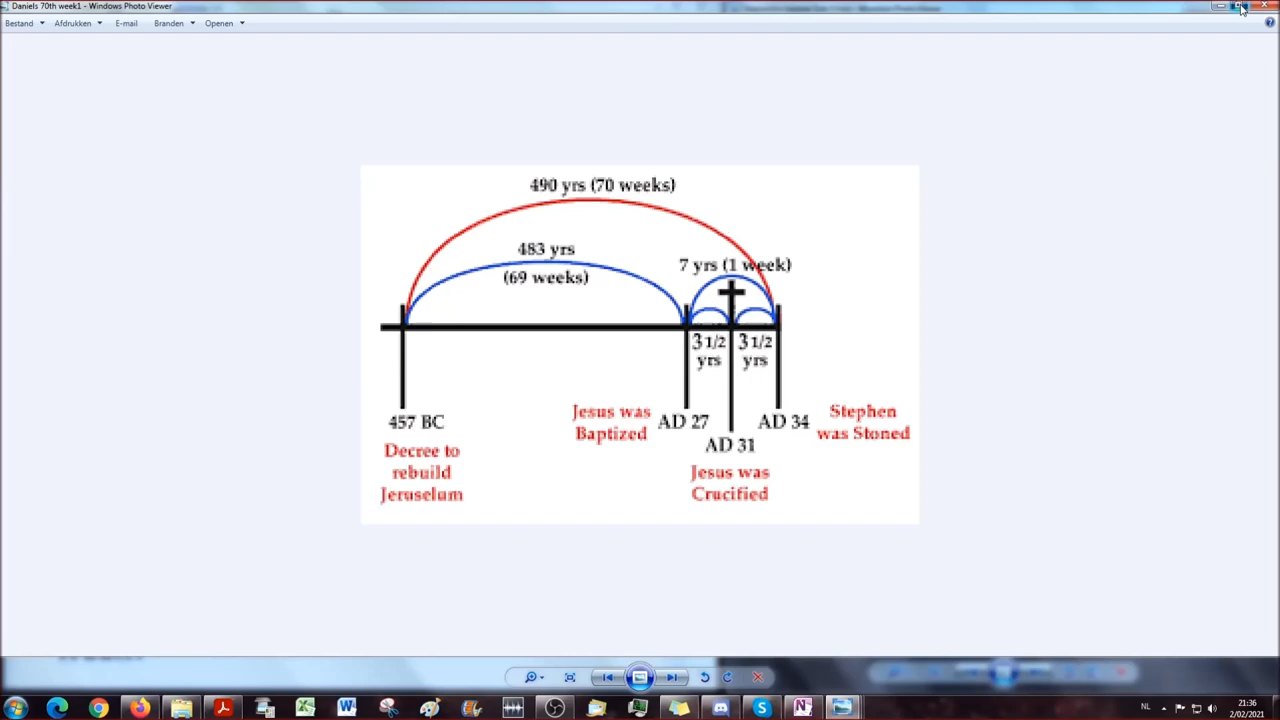 Daniels 70th week1 - Windows Photo Viewer
Bestand Afdrukken E-mail Branden Openen
490 yrs (70 weeks)
483 yrs
(69 weeks)
7 yrs (1 week)
3 1/2
yrs
3 1/2
yrs
457 BC
Decree to
rebuild
Jeruselum
Jesus was
Baptized
AD 27
AD 31
Jesus was
Crucified
AD 34
Stephen
was Stoned
NL
21:36
2/02/2021